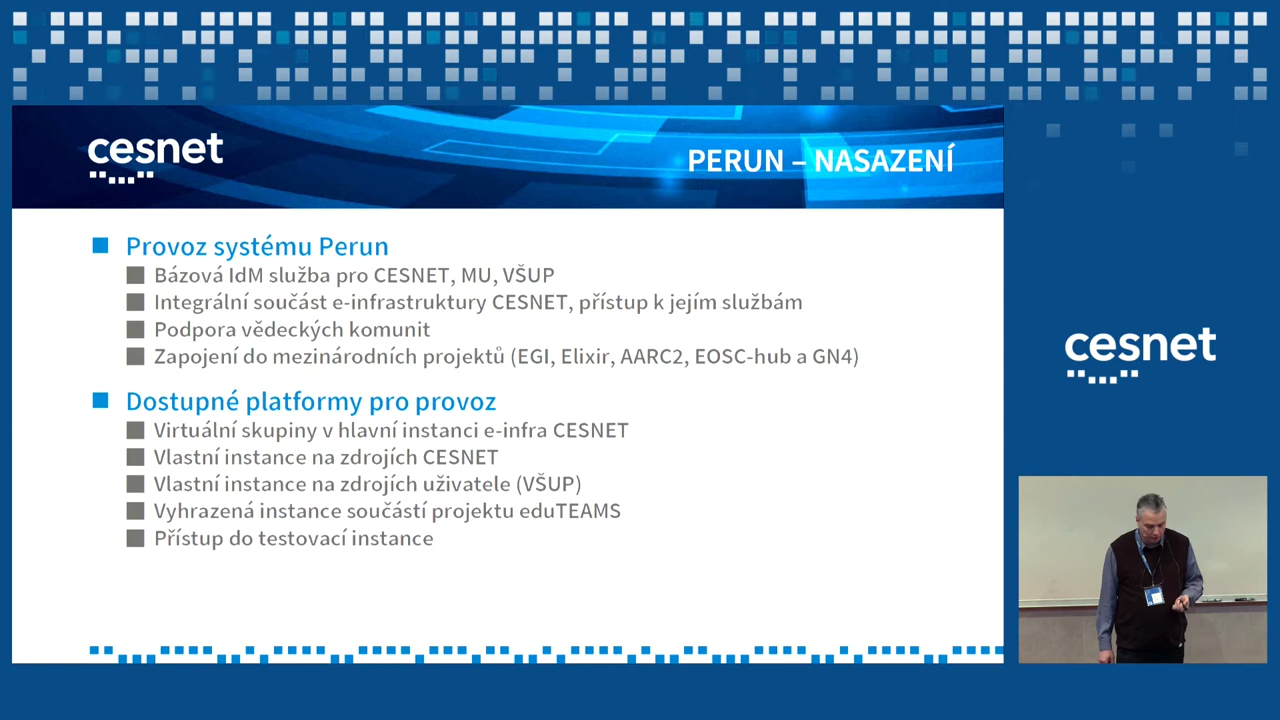 cesnet
PERUN – NASAZENÍ
Provoz systému Perun
Bázová IdM služba pro CESNET, MU, VŠUP
Integrální součást e-infrastruktury CESNET, přístup k jejím službám
Podpora vědeckých komunit
Zapojení do mezinárodních projektů (EGI, Elixir, AARC2, EOSC-hub a GN4)
Dostupné platformy pro provoz
Virtuální skupiny v hlavní instanci e-infra CESNET
Vlastní instance na zdrojích CESNET
Vlastní instance na zdrojích uživatele (VŠUP)
Vyhrazená instance součástí projektu eduTEAMS
Přístup do testovací instance
cesnet